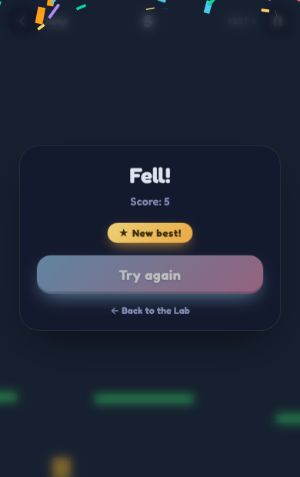 Fell!
Score: 5
★ New best!
Try again
← Back to the Lab